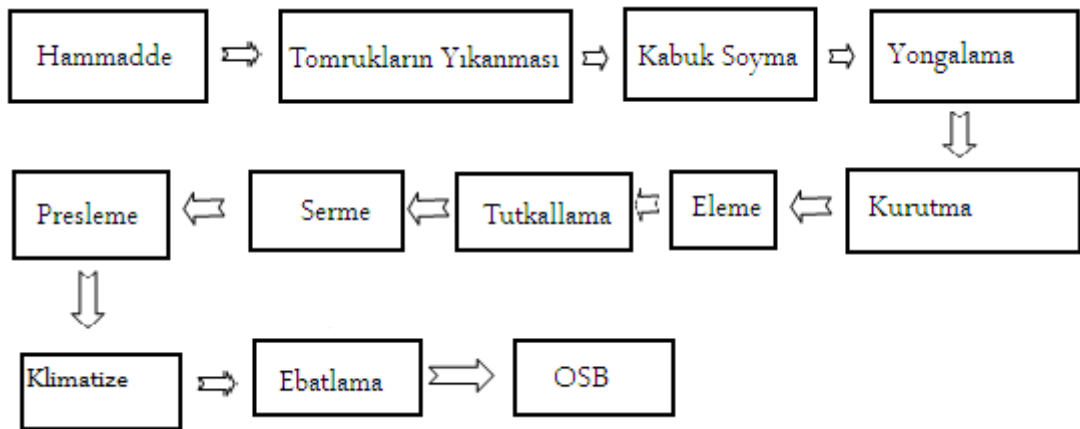 Hammadde
Tomrukların Yıkanması
Kabuk Soyma
Yongalama
Kurutma
Eleme
Tutkallama
Serme
Presleme
Klimatize
Ebatlama
OSB